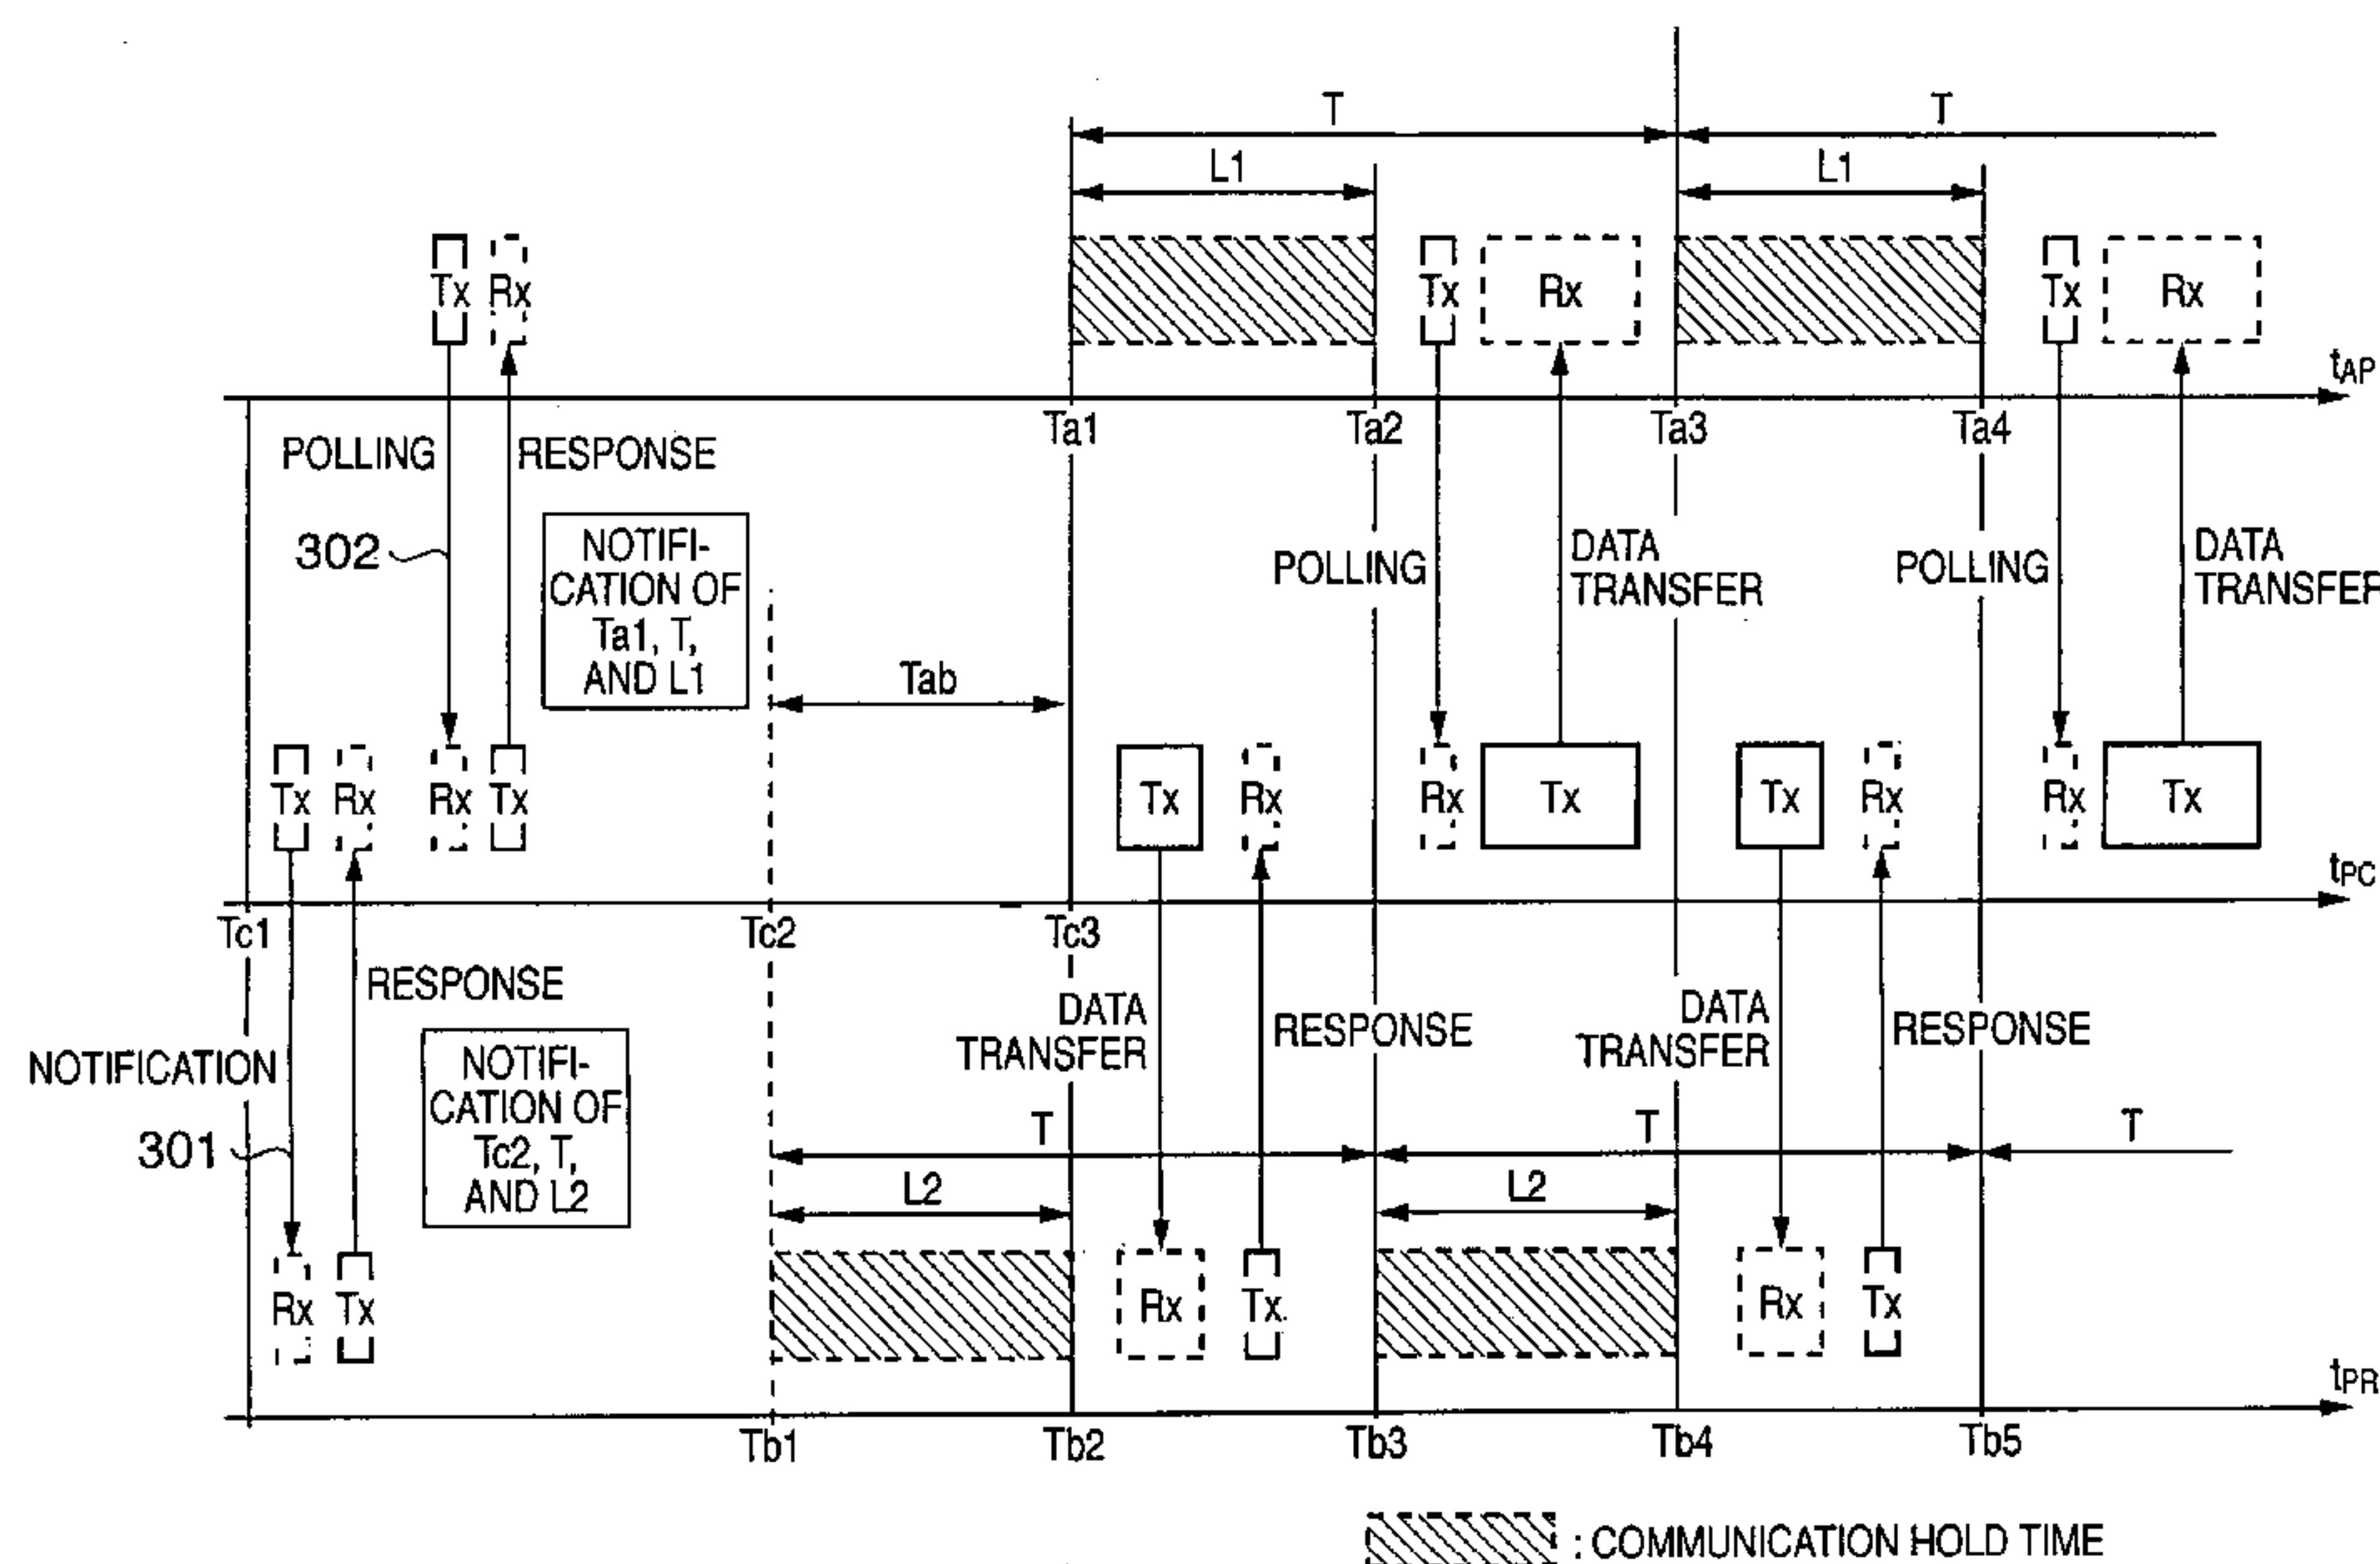 T T
L1 L1
Tx Rx Tx Rx Tx Rx
tAP
Ta1 Ta2 Ta3 Ta4
POLLING RESPONSE
302
NOTIFI-
CATION OF
Ta1, T,
AND L1
POLLING
DATA
TRANSFER
POLLING
DATA
TRANSFER
Tab
Tx Rx Rx Tx Tx Rx Rx Tx Tx Rx Rx Tx
tPC
Tc1 Tc2 Tc3
RESPONSE
NOTIFICATION
301
NOTIFI-
CATION OF
Tc2, T,
AND L2
DATA
TRANSFER
RESPONSE
DATA
TRANSFER
RESPONSE
T T T
L2 L2
Rx Tx Rx Tx Rx Tx
tPR
Tb1 Tb2 Tb3 Tb4 Tb5
: COMMUNICATION HOLD TIME